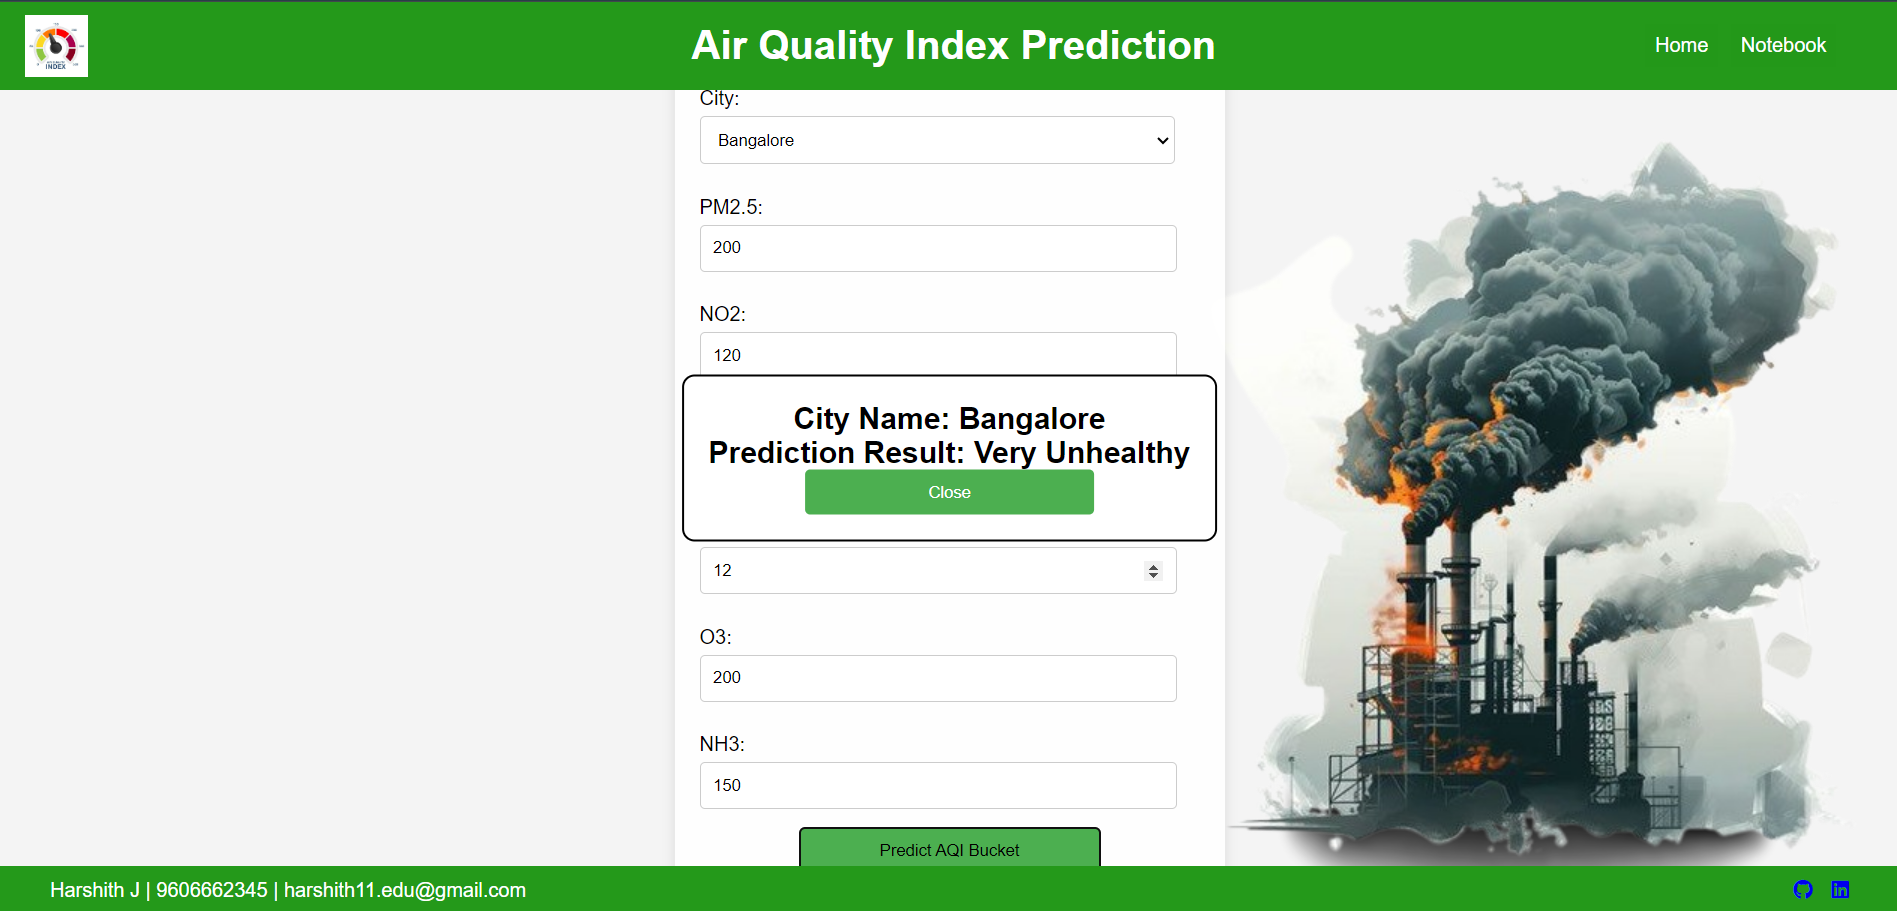 INDEX
Air Quality Index Prediction
Home
Notebook
City:
Bangalore
PM2.5:
200
NO2:
120
City Name: Bangalore
Prediction Result: Very Unhealthy
Close
12
O3:
200
NH3:
150
Predict AQI Bucket
Harshith J | 9606662345 | harshith11.edu@gmail.com